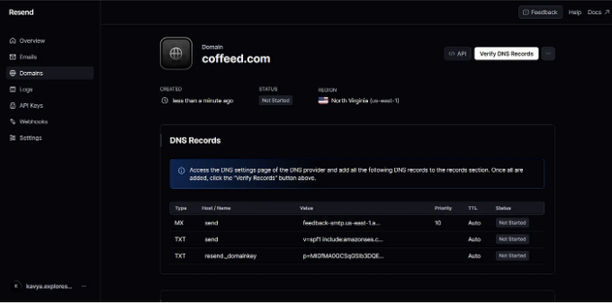 Resend
Feedback Help Docs
Overview
Emails
Domains
Logs
API Keys
Webhooks
Settings
Domain
coffeed.com
API Verify DNS Records
CREATED STATUS REGION
less than a minute ago Not Started North Virginia (us-east-1)
DNS Records
Access the DNS settings page of the DNS provider and add all the following DNS records to the records section. Once all are
added, click the "Verify Records" button above.
Type Host / Name Value Priority TTL Status
MX send feedback-smtp.us-east-1.a... 10 Auto Not Started
TXT send v=spf1 include:amazonses.c... Auto Not Started
TXT resend._domainkey Auto Not Started
kavya.explores...